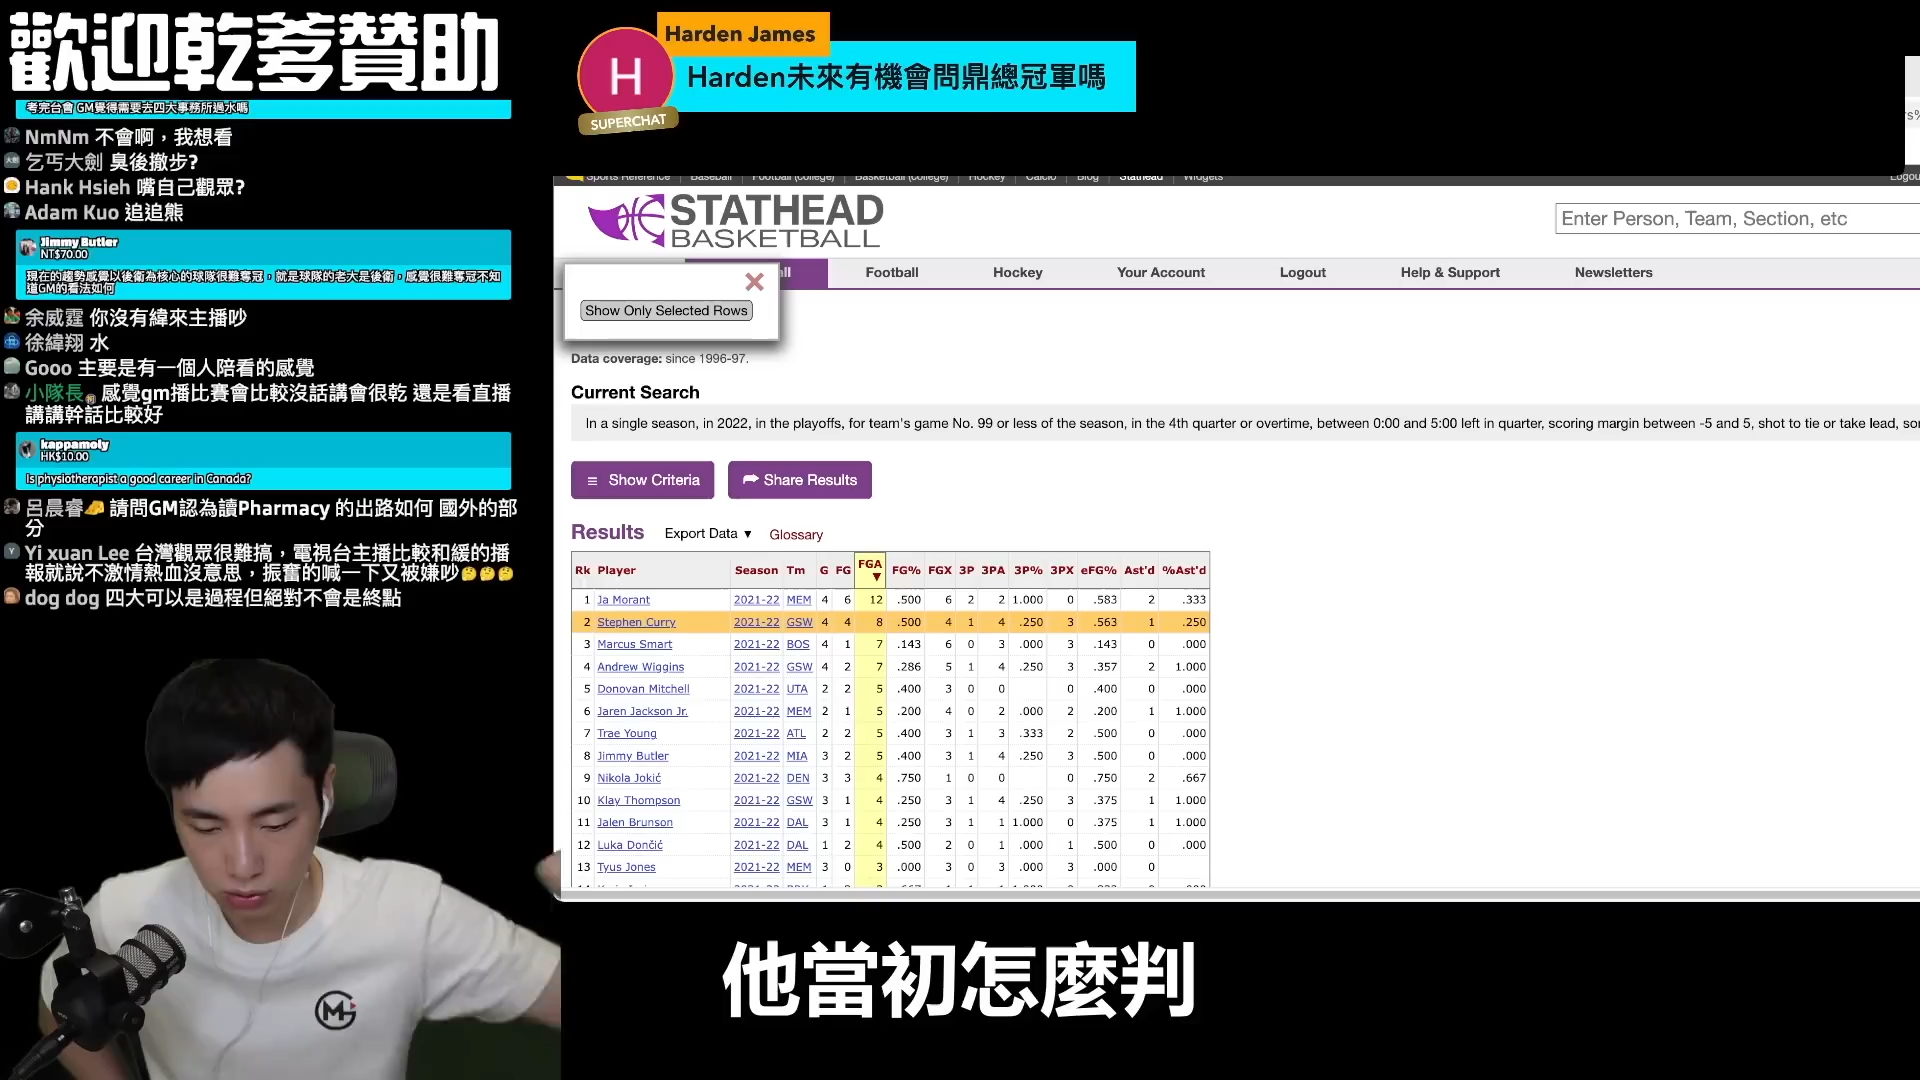 歡迎乾爹贊助
考完台會 GM覺得需要去四大事務所過水嗎
NmNm 不會啊，我想看
乞丐大劍 臭後撤步?
Hank Hsieh 嘴自己觀眾?
Adam Kuo 追追熊
Jimmy Butler
NT$70.00
現在的趨勢感覺以後衛為核心的球隊很難奪冠，就是球隊的老大是後衛，感覺很難奪冠不知
道GM的看法如何
余威霆 你沒有緯來主播吵
徐緯翔 水
Gooo 主要是有一個人陪看的感覺
小隊長 感覺gm播比賽會比較沒話講會很乾 還是看直播
講講幹話比較好
kappamoly
HK$10.00
Is physiotherapist a good career in Canada?
呂晨睿🧀 請問GM認為讀Pharmacy 的出路如何 國外的部
分
Yi xuan Lee 台灣觀眾很難搞，電視台主播比較和緩的播
報就說不激情熱血沒意思，振奮的喊一下又被嫌吵🤔🤔🤔
dog dog 四大可以是過程但絕對不會是終點
Harden James
H
Harden未來有機會問鼎總冠軍嗎
SUPERCHAT
Sports Reference Baseball Football (college) Basketball (college) Hockey Calcio Blog Stathead Widgets Logou
STATHEAD
BASKETBALL
Enter Person, Team, Section, etc
all Football Hockey Your Account Logout Help & Support Newsletters
Show Only Selected Rows
Data coverage: since 1996-97.
Current Search
In a single season, in 2022, in the playoffs, for team's game No. 99 or less of the season, in the 4th quarter or overtime, between 0:00 and 5:00 left in quarter, scoring margin between -5 and 5, shot to tie or take lead, so
Show Criteria Share Results
Results Export Data ▼ Glossary
Rk Player Season Tm G FG FGA ▼ FG% FGX 3P 3PA 3P% 3PX eFG% Ast'd %Ast'd
1 Ja Morant 2021-22 MEM 4 6 12 .500 6 2 2 1.000 0 .583 2 .333
2 Stephen Curry 2021-22 GSW 4 4 8 .500 4 1 4 .250 3 .563 1 .250
3 Marcus Smart 2021-22 BOS 4 1 7 .143 6 0 3 .000 3 .143 0 .000
4 Andrew Wiggins 2021-22 GSW 4 2 7 .286 5 1 4 .250 3 .357 2 1.000
5 Donovan Mitchell 2021-22 UTA 2 2 5 .400 3 0 0 0 .400 0 .000
6 Jaren Jackson Jr. 2021-22 MEM 2 1 5 .200 4 0 2 .000 2 .200 1 1.000
7 Trae Young 2021-22 ATL 2 2 5 .400 3 1 3 .333 2 .500 0 .000
8 Jimmy Butler 2021-22 MIA 3 2 5 .400 3 1 4 .250 3 .500 0 .000
9 Nikola Jokić 2021-22 DEN 3 3 4 .750 1 0 0 0 .750 2 .667
10 Klay Thompson 2021-22 GSW 3 1 4 .250 3 1 4 .250 3 .375 1 1.000
11 Jalen Brunson 2021-22 DAL 3 1 4 .250 3 1 1 1.000 0 .375 1 1.000
12 Luka Dončić 2021-22 DAL 1 2 4 .500 2 0 1 .000 1 .500 0 .000
13 Tyus Jones 2021-22 MEM 3 0 3 .000 3 0 3 .000 3 .000 0
他當初怎麼判